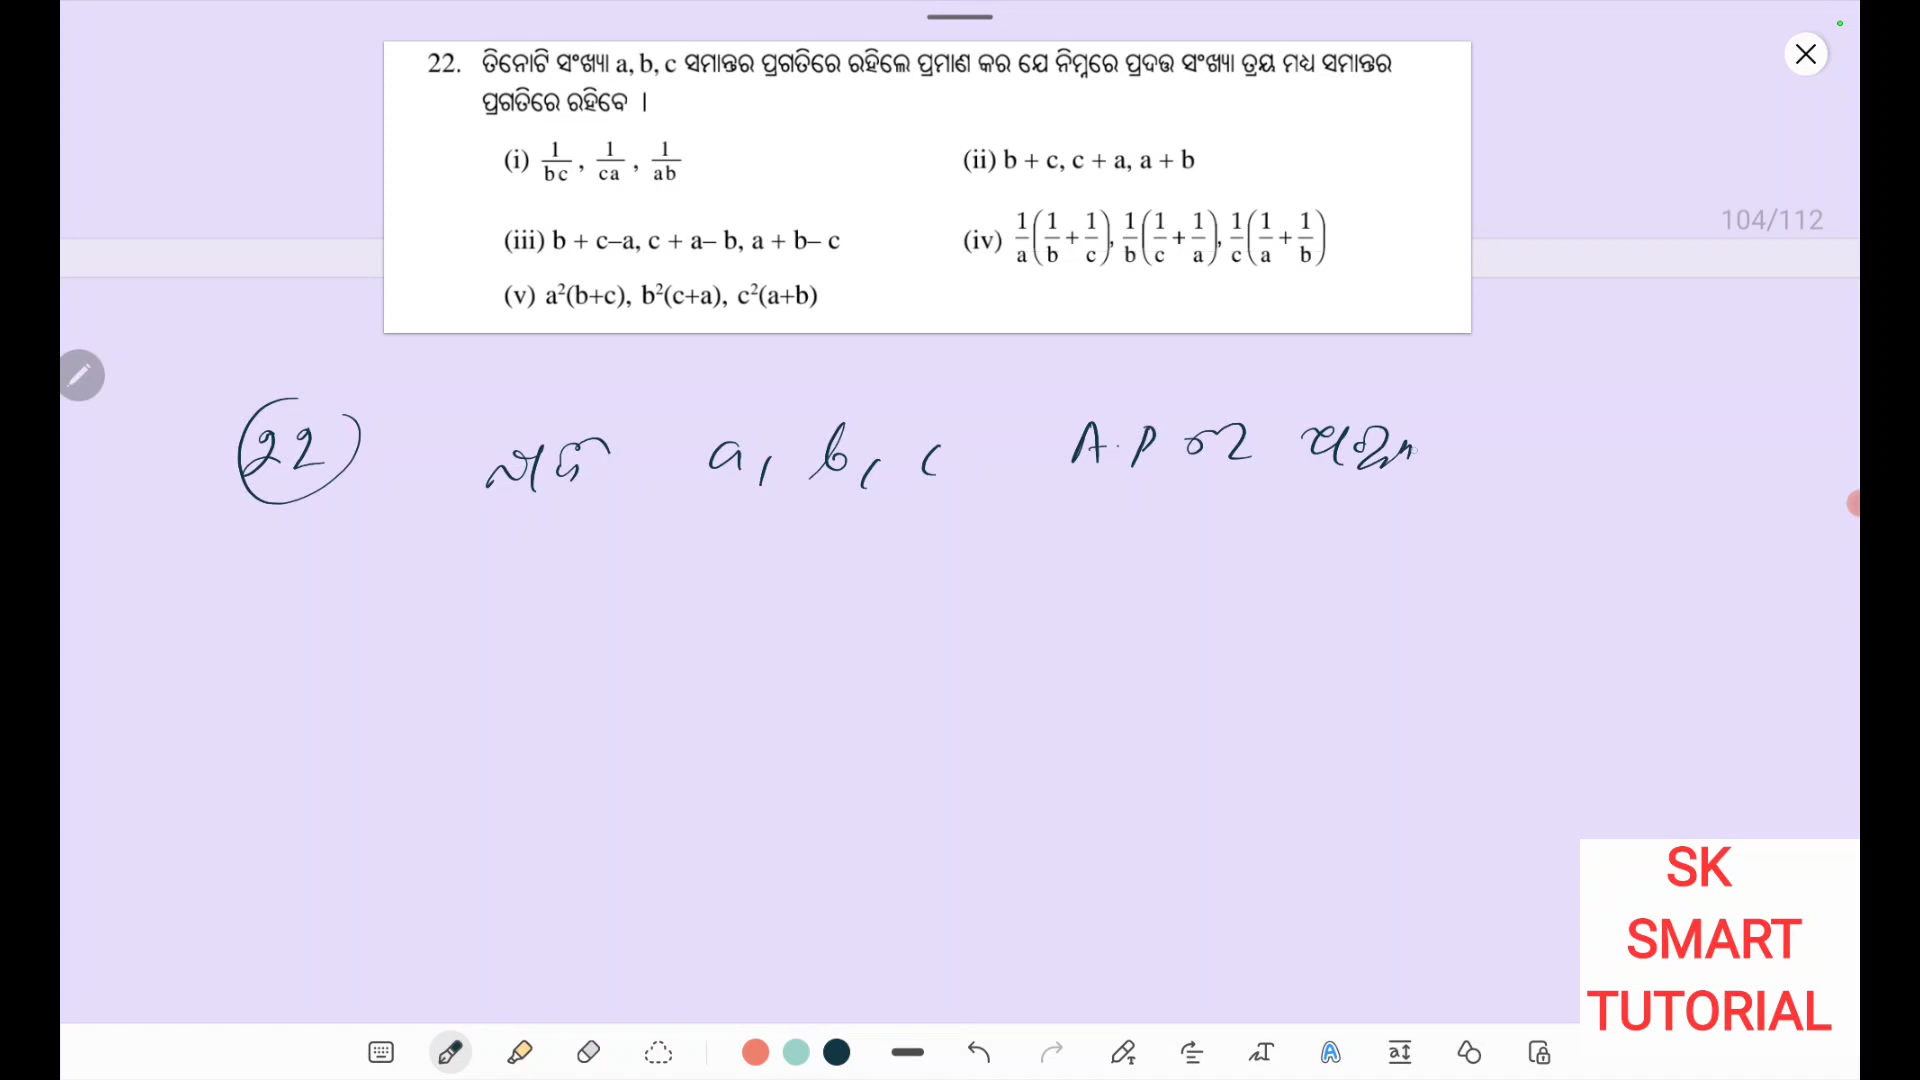 22. ତିନୋଟି ସଂଖ୍ୟା a, b, c ସମାନ୍ତର ପ୍ରଗତିରେ ରହିଲେ ପ୍ରମାଣ କର ଯେ ନିମ୍ନରେ ପ୍ରଦତ୍ତ ସଂଖ୍ୟା ତ୍ରୟ ମଧ୍ୟ ସମାନ୍ତର
ପ୍ରଗତିରେ ରହିବେ ।
(i) 1/bc, 1/ca, 1/ab (ii) b + c, c + a, a + b
104/112
(iii) b + c–a, c + a– b, a + b– c (iv) 1/a(1/b + 1/c), 1/b(1/c + 1/a), 1/c(1/a + 1/b)
(v) a²(b+c), b²(c+a), c²(a+b)
22 a, b, c A.P ରେ
SK
SMART
TUTORIAL